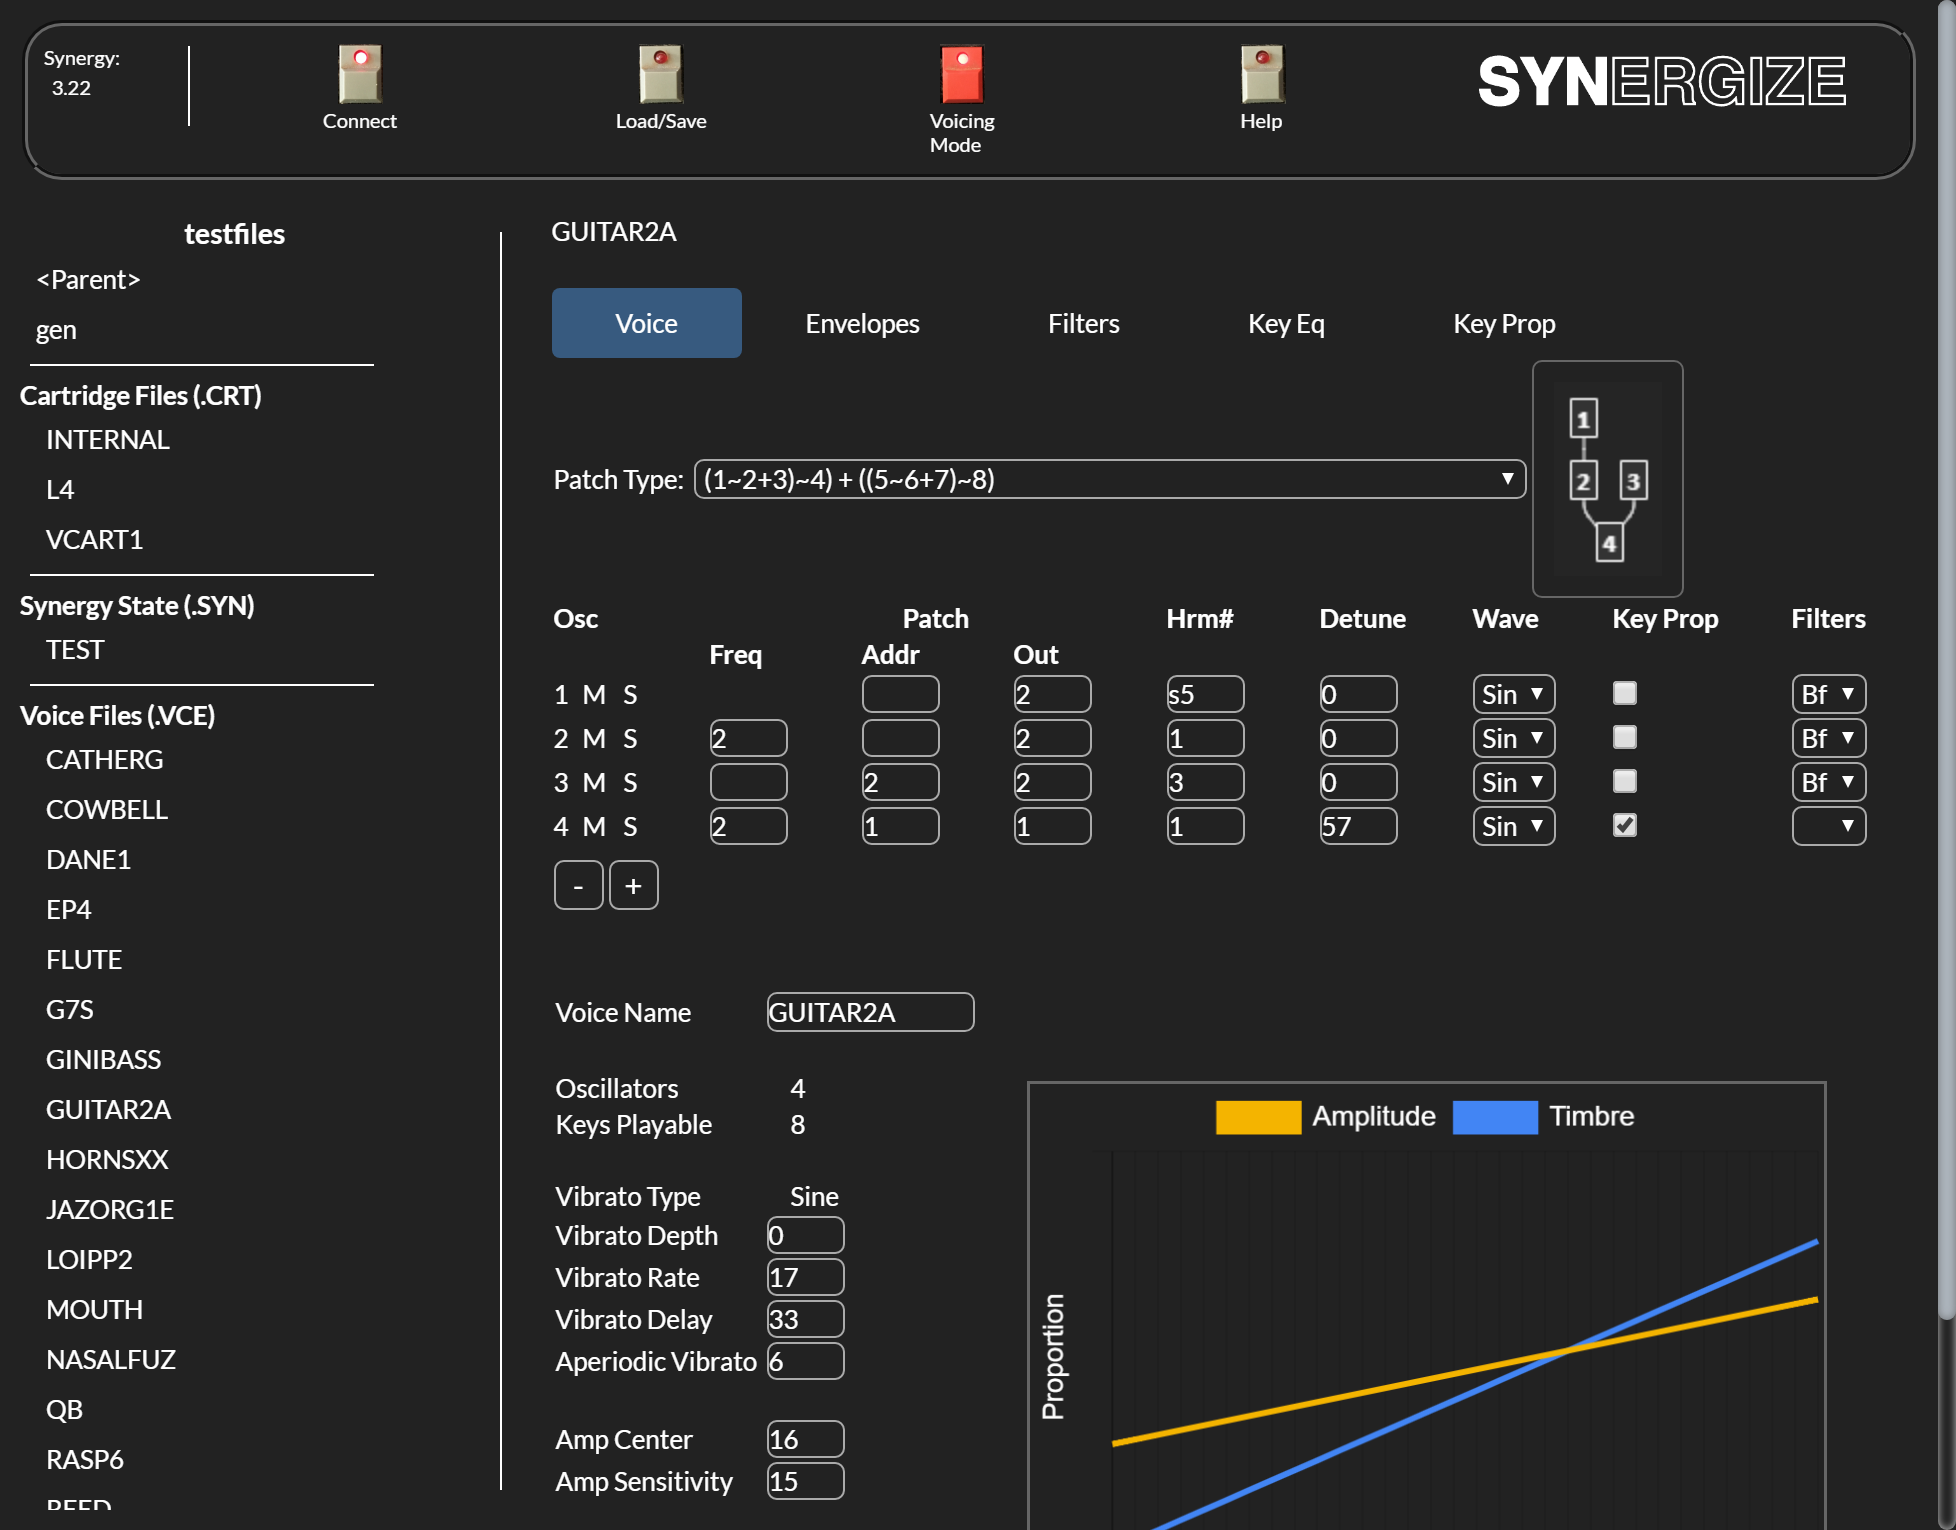 Synergy:
3.22
Connect
Load/Save
Voicing
Mode
Help
SYNERGIZE
testfiles
<Parent>
gen
Cartridge Files (.CRT)
INTERNAL
L4
VCART1
Synergy State (.SYN)
TEST
Voice Files (.VCE)
CATHERG
COWBELL
DANE1
EP4
FLUTE
G7S
GINIBASS
GUITAR2A
HORNSXX
JAZORG1E
LOIPP2
MOUTH
NASALFUZ
QB
RASP6
REED
GUITAR2A
Voice Envelopes Filters Key Eq Key Prop
Patch Type: (1~2+3)~4) + ((5~6+7)~8)
1
2 3
4
Osc Patch Hrm# Detune Wave Key Prop Filters
Freq Addr Out
1 M S 2 s5 0 Sin Bf
2 M S 2 2 1 0 Sin Bf
3 M S 2 2 3 0 Sin Bf
4 M S 2 1 1 1 57 Sin
- +
Voice Name GUITAR2A
Oscillators 4
Keys Playable 8
Vibrato Type Sine
Vibrato Depth 0
Vibrato Rate 17
Vibrato Delay 33
Aperiodic Vibrato 6
Amp Center 16
Amp Sensitivity 15
Amplitude Timbre
Proportion